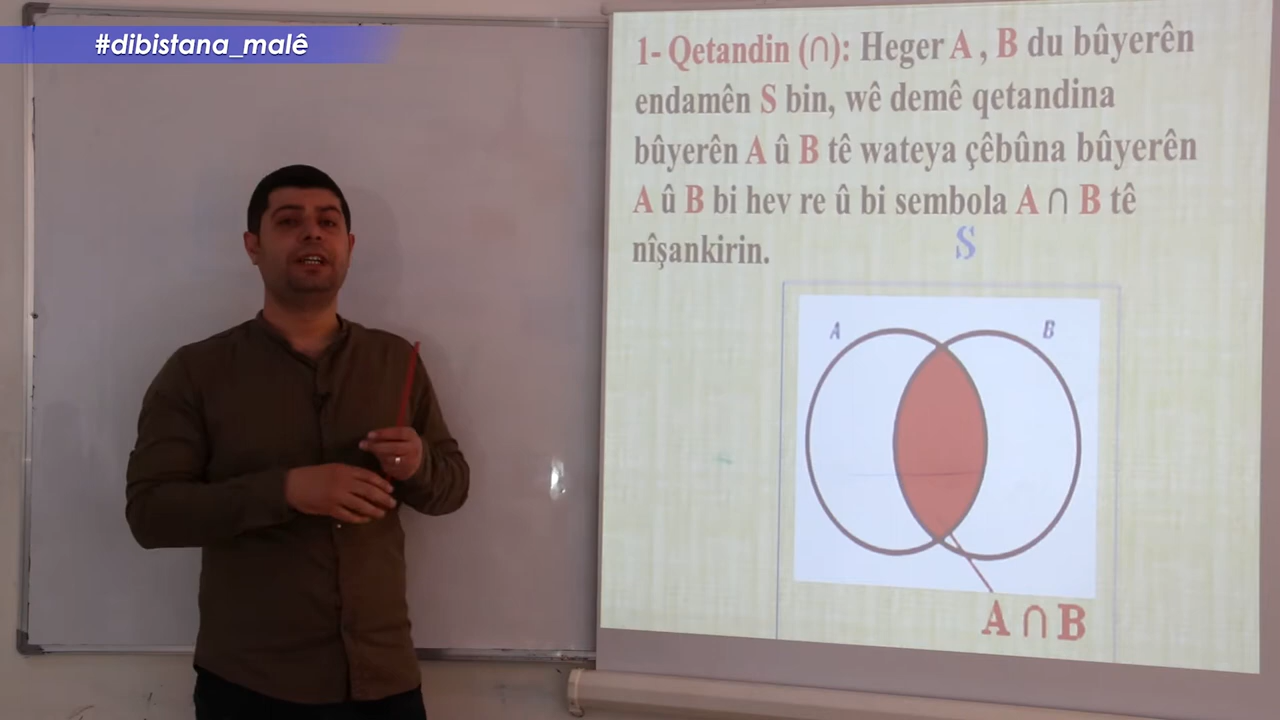 #dibistana_malê
1- Qetandin (∩): Heger A , B du bûyerên
endamên S bin, wê demê qetandina
bûyerên A û B tê wateya çêbûna bûyerên
A û B bi hev re û bi sembola A ∩ B tê
nîşankirin.
S
A
B
A ∩ B